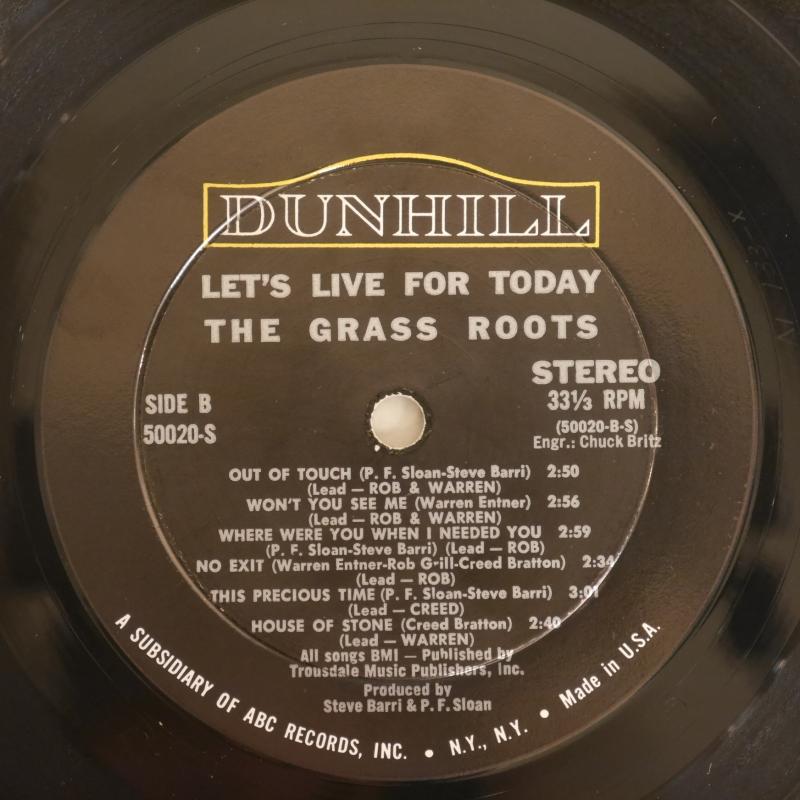 DUNHILL
LET'S LIVE FOR TODAY
THE GRASS ROOTS
STEREO
33⅓ RPM
SIDE B
50020-S
(50020-B-S)
Engr.: Chuck Britz
OUT OF TOUCH (P. F. Sloan-Steve Barri) 2:50
(Lead — ROB & WARREN)
WON'T YOU SEE ME (Warren Entner) 2:56
(Lead — ROB & WARREN)
WHERE WERE YOU WHEN I NEEDED YOU 2:59
(P. F. Sloan-Steve Barri) (Lead — ROB)
NO EXIT (Warren Entner-Rob Grill-Creed Bratton) 2:34
(Lead — ROB)
THIS PRECIOUS TIME (P. F. Sloan-Steve Barri) 3:01
(Lead — CREED)
HOUSE OF STONE (Creed Bratton) 2:40
(Lead — WARREN)
All songs BMI — Published by
Trousdale Music Publishers, Inc.
Produced by
Steve Barri & P. F. Sloan
A SUBSIDIARY OF ABC RECORDS, INC. • N.Y., N.Y. • Made in U.S.A.